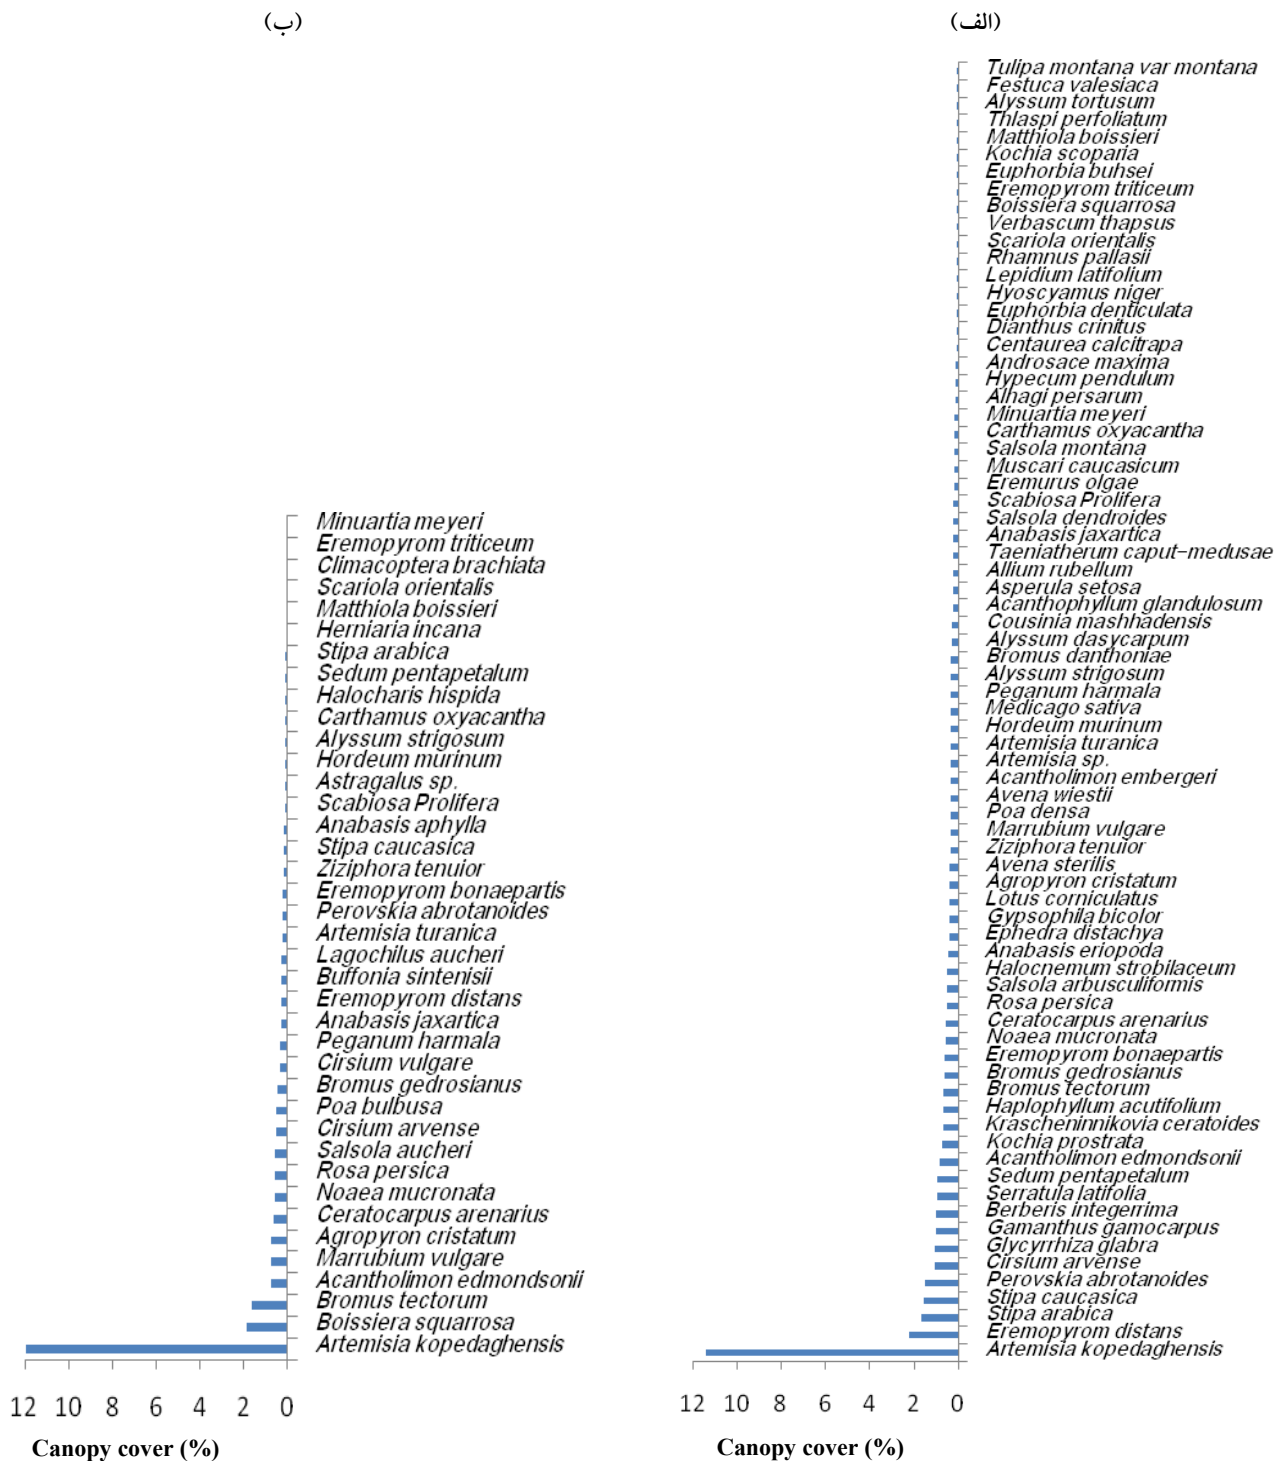 (الف)
Tulipa montana var montana
Festuca valesiaca
Alyssum tortusum
Thlaspi perfoliatum
Matthiola boissieri
Kochia scoparia
Euphorbia buhsei
Eremopyrom triticeum
Boissiera squarrosa
Verbascum thapsus
Scariola orientalis
Rhamnus pallasii
Lepidium latifolium
Hyoscyamus niger
Euphorbia denticulata
Dianthus crinitus
Centaurea calcitrapa
Androsace maxima
Hypecum pendulum
Alhagi persarum
Minuartia meyeri
Carthamus oxyacantha
Salsola montana
Muscari caucasicum
Eremurus olgae
Scabiosa Prolifera
Salsola dendroides
Anabasis jaxartica
Taeniatherum caput-medusae
Allium rubellum
Asperula setosa
Acanthophyllum glandulosum
Cousinia mashhadensis
Alyssum dasycarpum
Bromus danthoniae
Alyssum strigosum
Peganum harmala
Medicago sativa
Hordeum murinum
Artemisia turanica
Artemisia sp.
Acantholimon embergeri
Avena wiestii
Poa densa
Marrubium vulgare
Ziziphora tenuior
Avena sterilis
Agropyron cristatum
Lotus corniculatus
Gypsophila bicolor
Ephedra distachya
Anabasis eriopoda
Halocnemum strobilaceum
Salsola arbusculiformis
Rosa persica
Ceratocarpus arenarius
Noaea mucronata
Eremopyrom bonaepartis
Bromus gedrosianus
Bromus tectorum
Haplophyllum acutifolium
Krascheninnikovia ceratoides
Kochia prostrata
Acantholimon edmondsonii
Sedum pentapetalum
Serratula latifolia
Berberis integerrima
Gamanthus gamocarpus
Glycyrrhiza glabra
Cirsium arvense
Perovskia abrotanoides
Stipa caucasica
Stipa arabica
Eremopyrom distans
Artemisia kopedaghensis
12 10 8 6 4 2 0
Canopy cover (%)
(ب)
Minuartia meyeri
Eremopyrom triticeum
Climacoptera brachiata
Scariola orientalis
Matthiola boissieri
Herniaria incana
Stipa arabica
Sedum pentapetalum
Halocharis hispida
Carthamus oxyacantha
Alyssum strigosum
Hordeum murinum
Astragalus sp.
Scabiosa Prolifera
Anabasis aphylla
Stipa caucasica
Ziziphora tenuior
Eremopyrom bonaepartis
Perovskia abrotanoides
Artemisia turanica
Lagochilus aucheri
Buffonia sintenisii
Eremopyrom distans
Anabasis jaxartica
Peganum harmala
Cirsium vulgare
Bromus gedrosianus
Poa bulbusa
Cirsium arvense
Salsola aucheri
Rosa persica
Noaea mucronata
Ceratocarpus arenarius
Agropyron cristatum
Marrubium vulgare
Acantholimon edmondsonii
Bromus tectorum
Boissiera squarrosa
Artemisia kopedaghensis
12 10 8 6 4 2 0
Canopy cover (%)